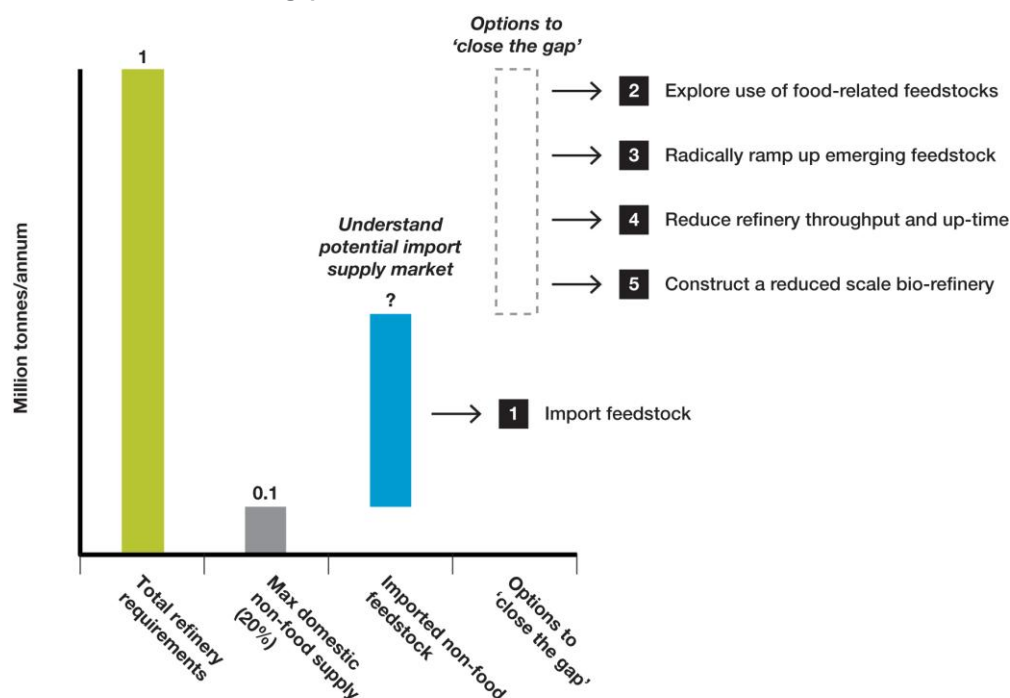 Options to
‘close the gap’
1
2 Explore use of food-related feedstocks
3 Radically ramp up emerging feedstock
4 Reduce refinery throughput and up-time
5 Construct a reduced scale bio-refinery
Understand
potential import
supply market
?
1 Import feedstock
0.1
Million tonnes/annum
Total refinery
requirements
Max domestic
non-food supply
(20%)
Imported non-food
feedstock
Options to
‘close the gap’